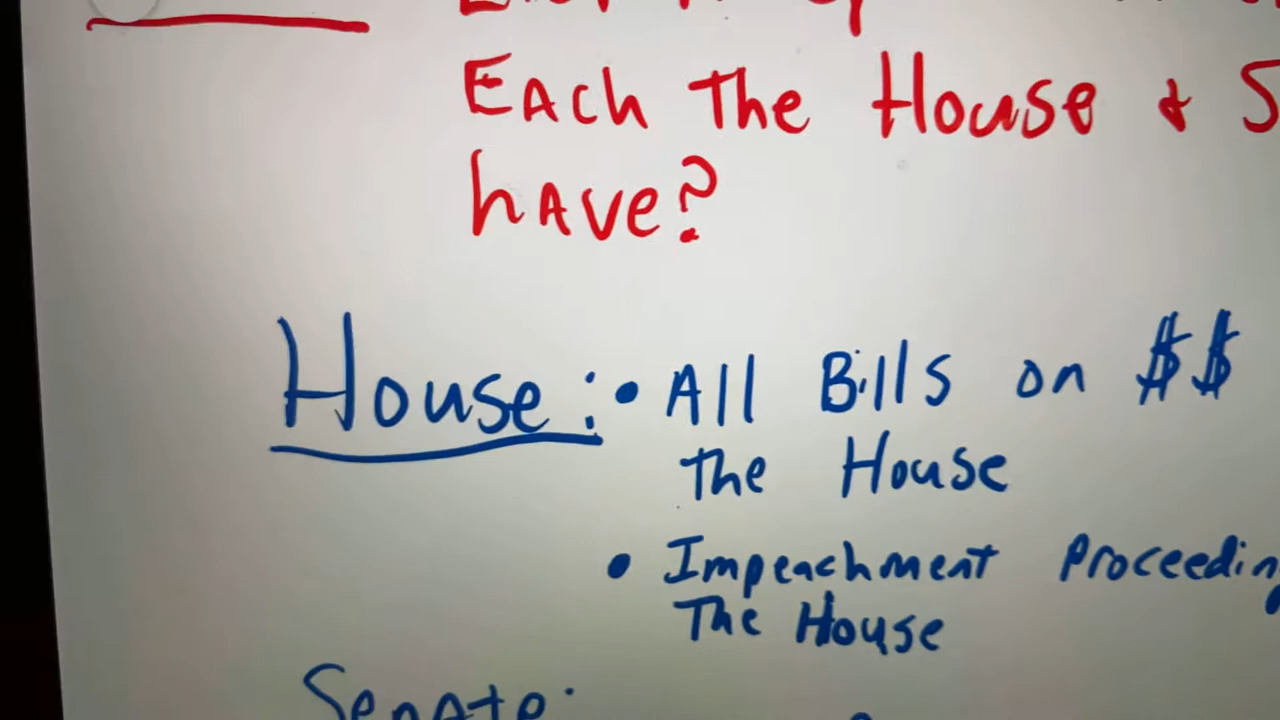 Each The House &
have?
House: • All Bills on $$
the House
• Impeachment Proceedin
The House
Senate: